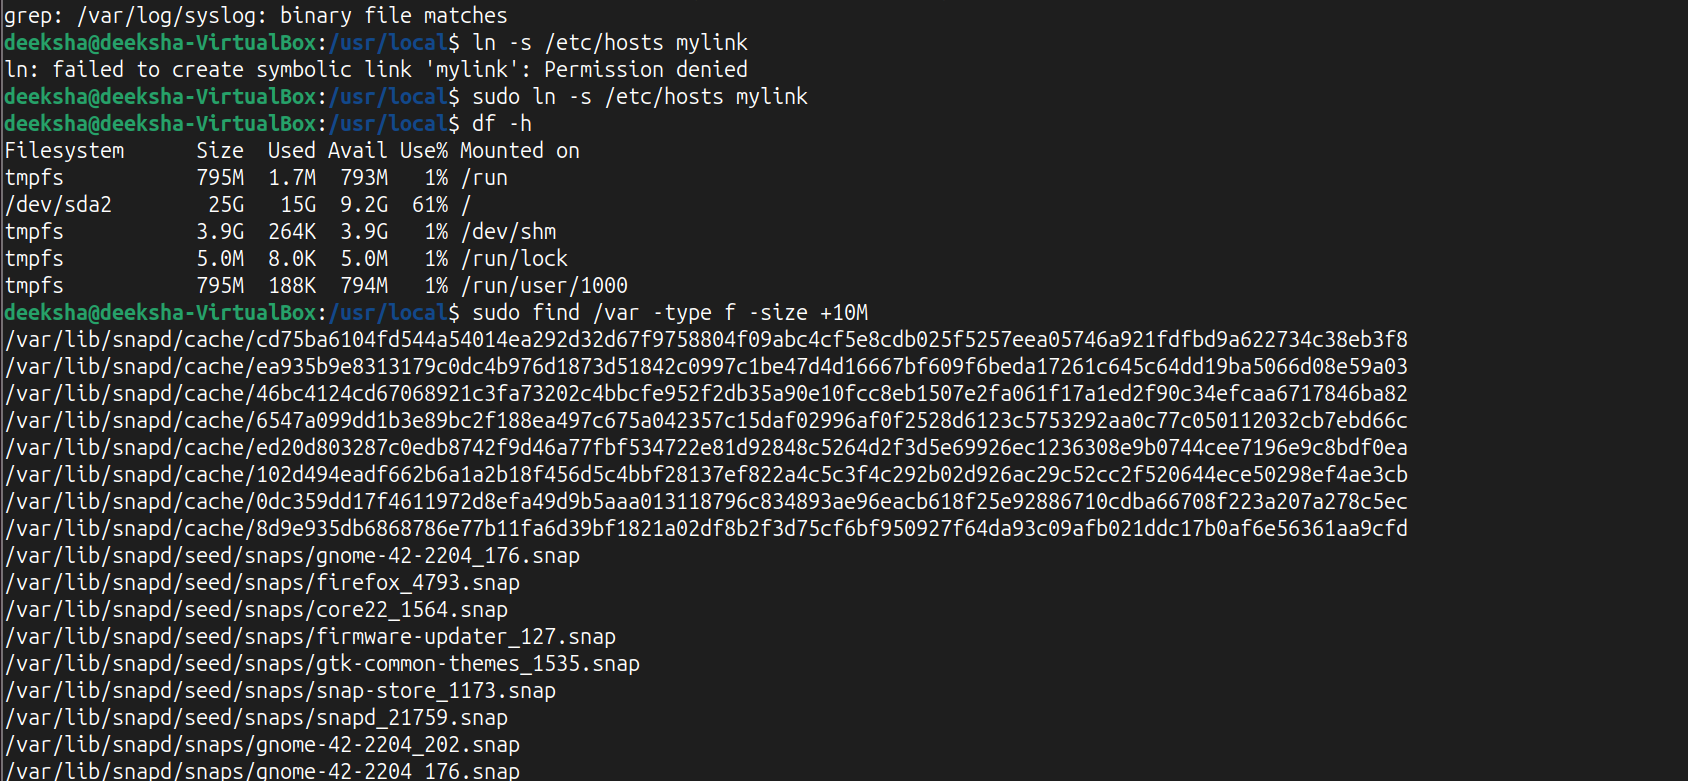 grep: /var/log/syslog: binary file matches
deeksha@deeksha-VirtualBox:/usr/local$ ln -s /etc/hosts mylink
ln: failed to create symbolic link 'mylink': Permission denied
deeksha@deeksha-VirtualBox:/usr/local$ sudo ln -s /etc/hosts mylink
deeksha@deeksha-VirtualBox:/usr/local$ df -h
Filesystem      Size  Used Avail Use% Mounted on
tmpfs           795M  1.7M  793M   1% /run
/dev/sda2        25G   15G  9.2G  61% /
tmpfs           3.9G  264K  3.9G   1% /dev/shm
tmpfs           5.0M  8.0K  5.0M   1% /run/lock
tmpfs           795M  188K  794M   1% /run/user/1000
deeksha@deeksha-VirtualBox:/usr/local$ sudo find /var -type f -size +10M
/var/lib/snapd/cache/cd75ba6104fd544a54014ea292d32d67f9758804f09abc4cf5e8cdb025f5257eea05746a921fdfbd9a622734c38eb3f8
/var/lib/snapd/cache/ea935b9e8313179c0dc4b976d1873d51842c0997c1be47d4d16667bf609f6beda17261c645c64dd19ba5066d08e59a03
/var/lib/snapd/cache/46bc4124cd67068921c3fa73202c4bbcfe952f2db35a90e10fcc8eb1507e2fa061f17a1ed2f90c34efcaa6717846ba82
/var/lib/snapd/cache/6547a099dd1b3e89bc2f188ea497c675a042357c15daf02996af0f2528d6123c5753292aa0c77c050112032cb7ebd66c
/var/lib/snapd/cache/ed20d803287c0edb8742f9d46a77fbf534722e81d92848c5264d2f3d5e69926ec1236308e9b0744cee7196e9c8bdf0ea
/var/lib/snapd/cache/102d494eadf662b6a1a2b18f456d5c4bbf28137ef822a4c5c3f4c292b02d926ac29c52cc2f520644ece50298ef4ae3cb
/var/lib/snapd/cache/0dc359dd17f4611972d8efa49d9b5aaa013118796c834893ae96eacb618f25e92886710cdba66708f223a207a278c5ec
/var/lib/snapd/cache/8d9e935db6868786e77b11fa6d39bf1821a02df8b2f3d75cf6bf950927f64da93c09afb021ddc17b0af6e56361aa9cfd
/var/lib/snapd/seed/snaps/gnome-42-2204_176.snap
/var/lib/snapd/seed/snaps/firefox_4793.snap
/var/lib/snapd/seed/snaps/core22_1564.snap
/var/lib/snapd/seed/snaps/firmware-updater_127.snap
/var/lib/snapd/seed/snaps/gtk-common-themes_1535.snap
/var/lib/snapd/seed/snaps/snap-store_1173.snap
/var/lib/snapd/seed/snaps/snapd_21759.snap
/var/lib/snapd/snaps/gnome-42-2204_202.snap
/var/lib/snapd/snaps/gnome-42-2204_176.snap